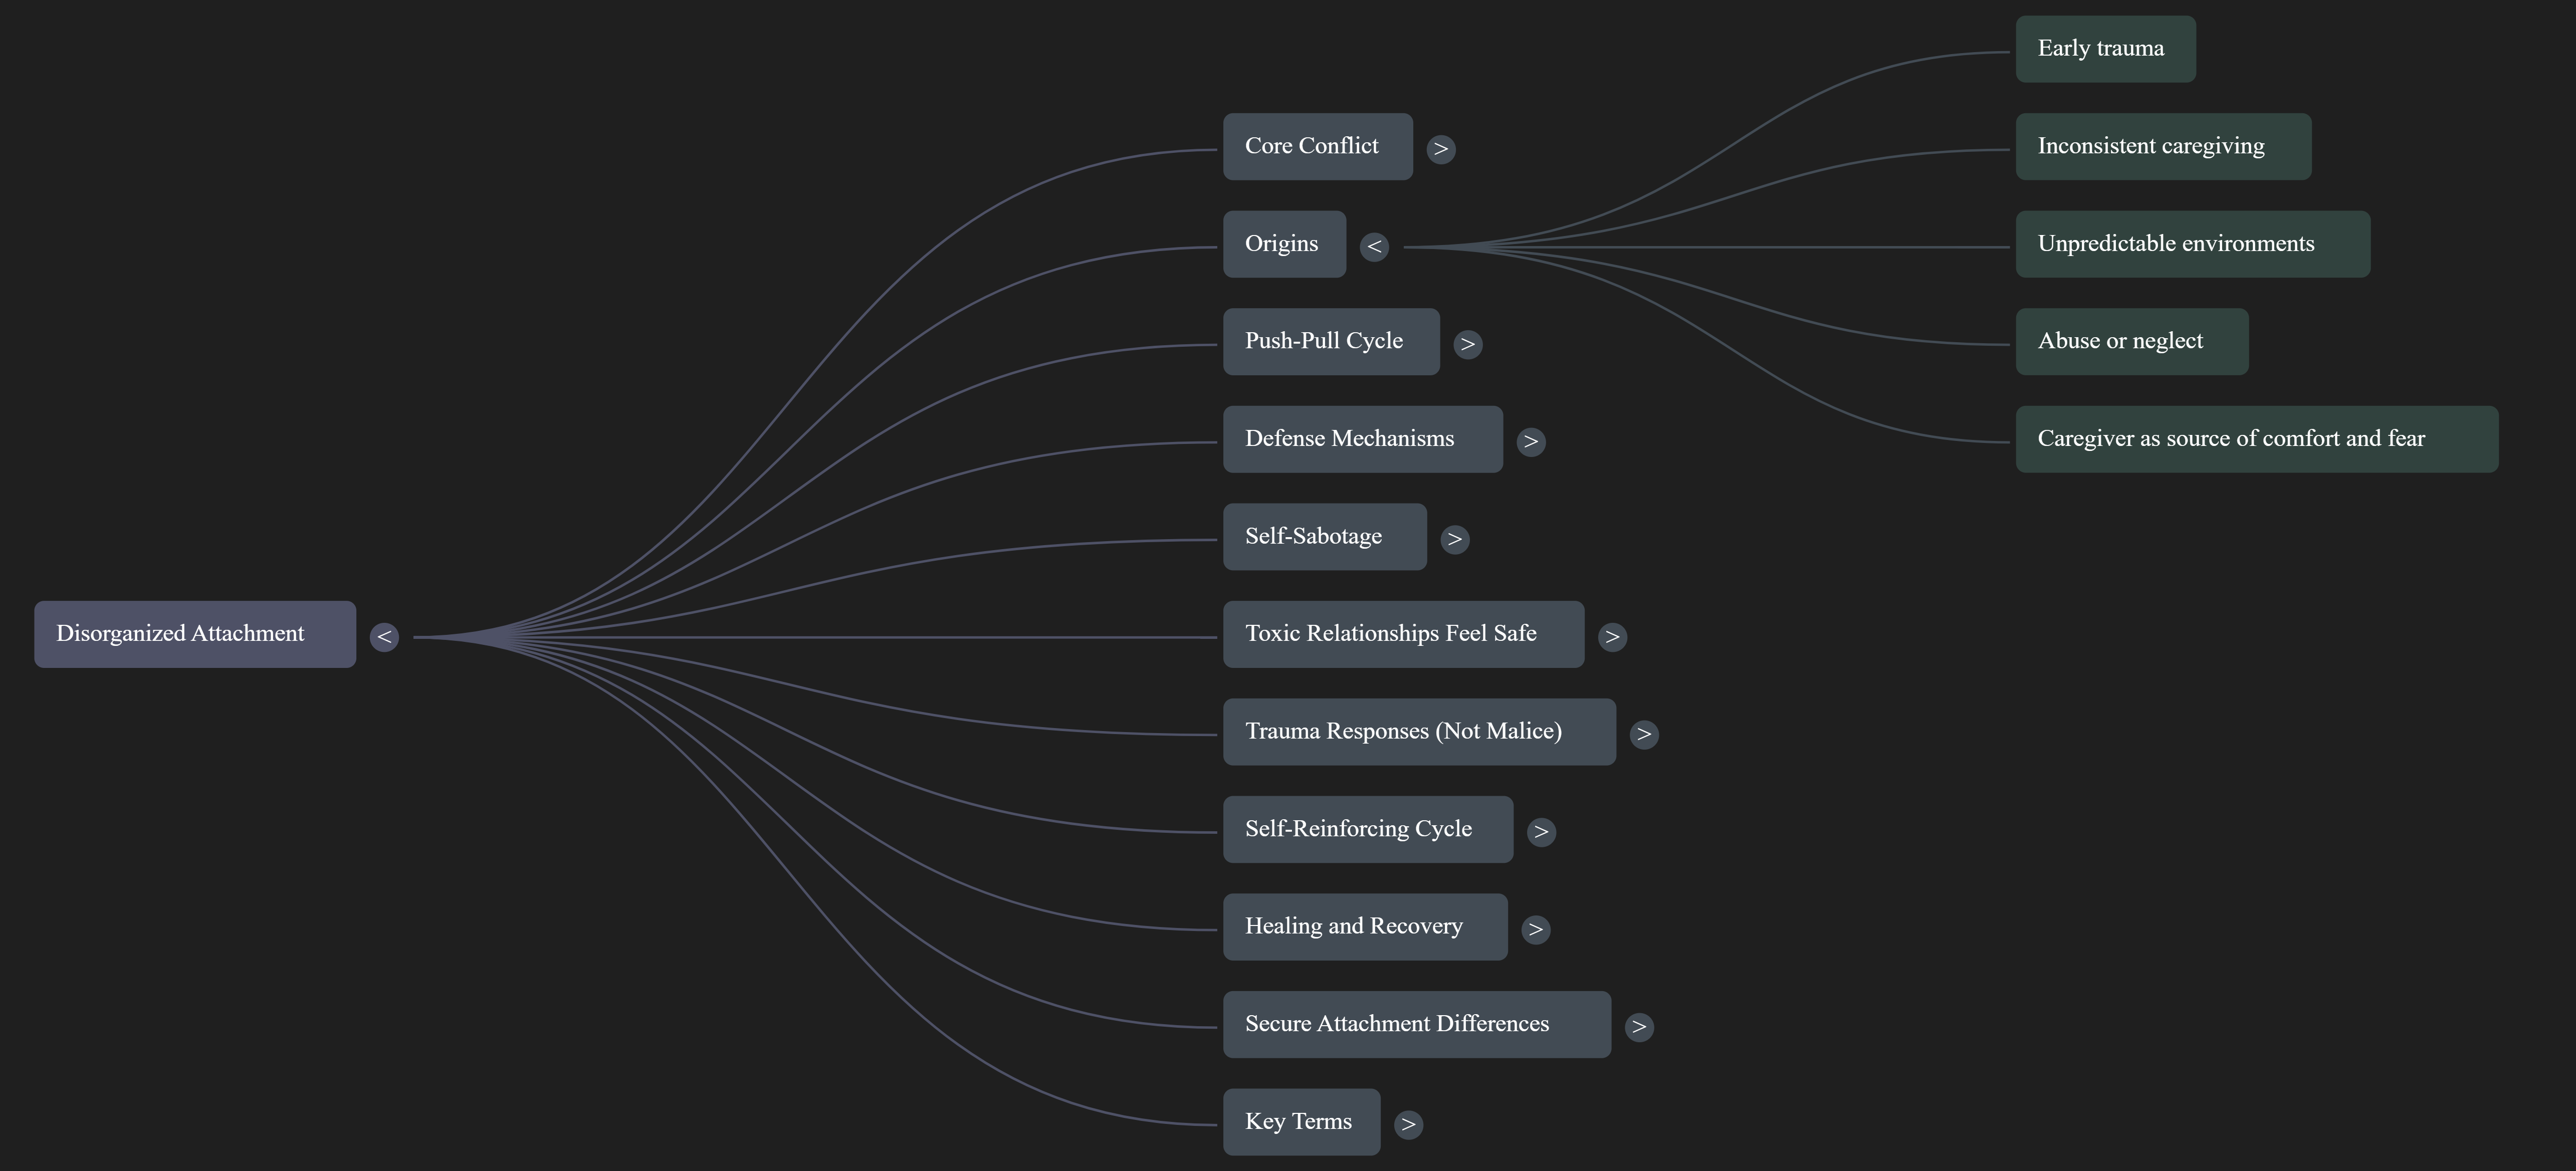 Disorganized Attachment
<
Core Conflict
>
Origins
<
Early trauma
Inconsistent caregiving
Unpredictable environments
Abuse or neglect
Caregiver as source of comfort and fear
Push-Pull Cycle
>
Defense Mechanisms
>
Self-Sabotage
>
Toxic Relationships Feel Safe
>
Trauma Responses (Not Malice)
>
Self-Reinforcing Cycle
>
Healing and Recovery
>
Secure Attachment Differences
>
Key Terms
>